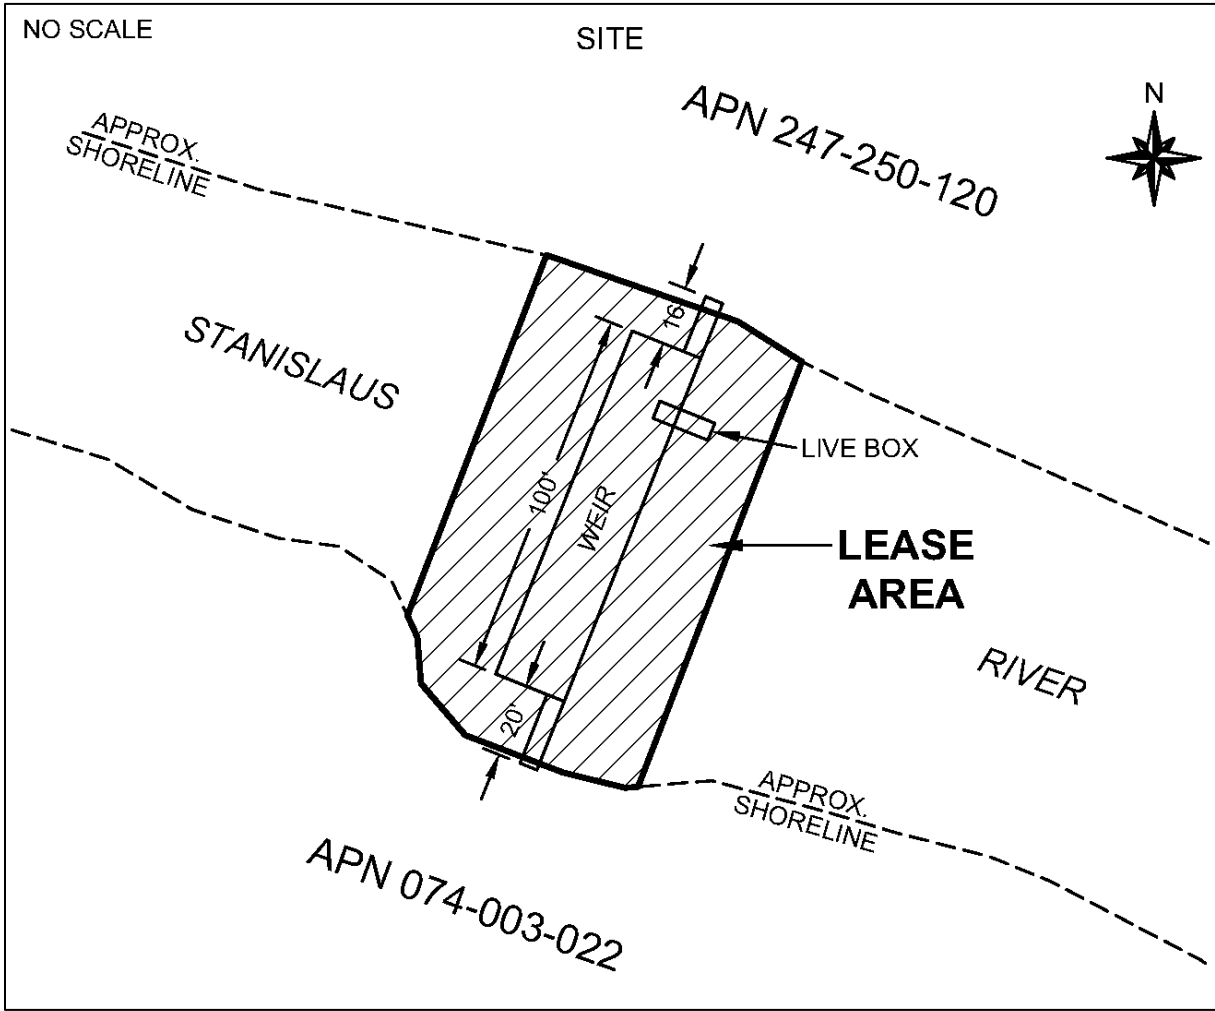 NO SCALE
SITE
N
APN 247-250-120
APPROX.
SHORELINE
STANISLAUS
16'
LIVE BOX
100'
WEIR
LEASE
AREA
RIVER
20'
APPROX.
SHORELINE
APN 074-003-022